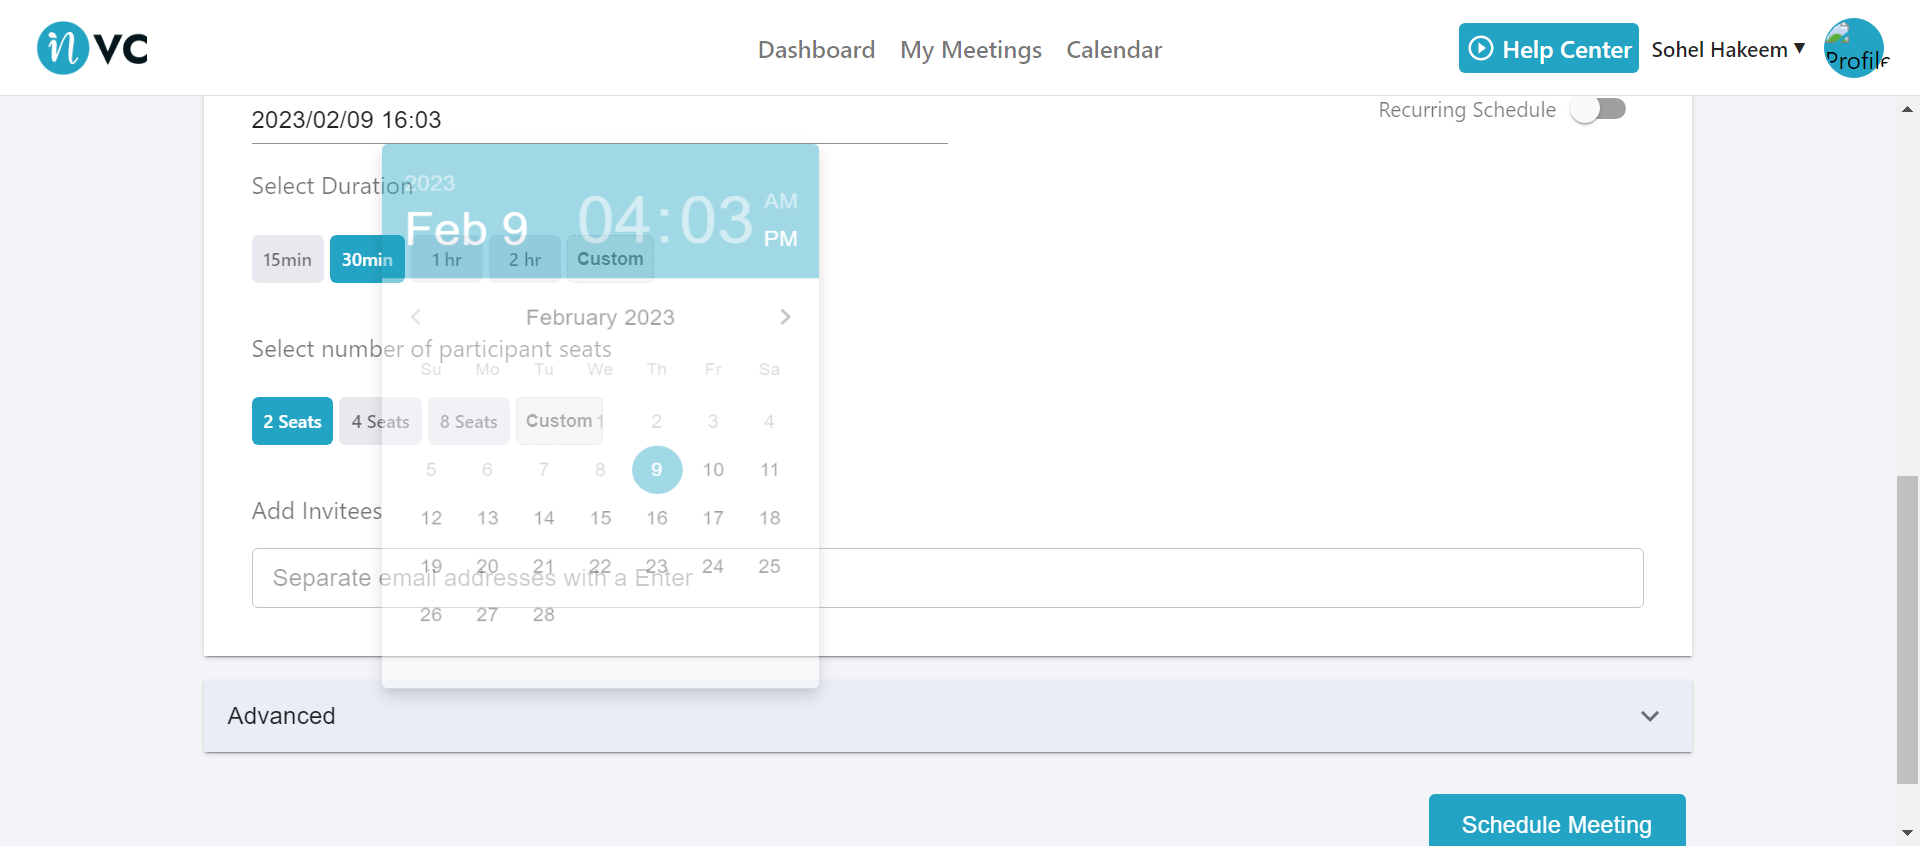 n VC
Dashboard My Meetings Calendar
Help Center Sohel Hakeem ▼ Profile
2023/02/09 16:03
Recurring Schedule
Select Duration
2023
Feb 9 04:03 AM
PM
15min 30min 1 hr 2 hr Custom
February 2023
Select number of participant seats
Su Mo Tu We Th Fr Sa
2 Seats 4 Seats 8 Seats Custom
1 2 3 4
5 6 7 8 9 10 11
Add Invitees
12 13 14 15 16 17 18
19 20 21 22 23 24 25
Separate email addresses with a Enter
26 27 28
Advanced
Schedule Meeting